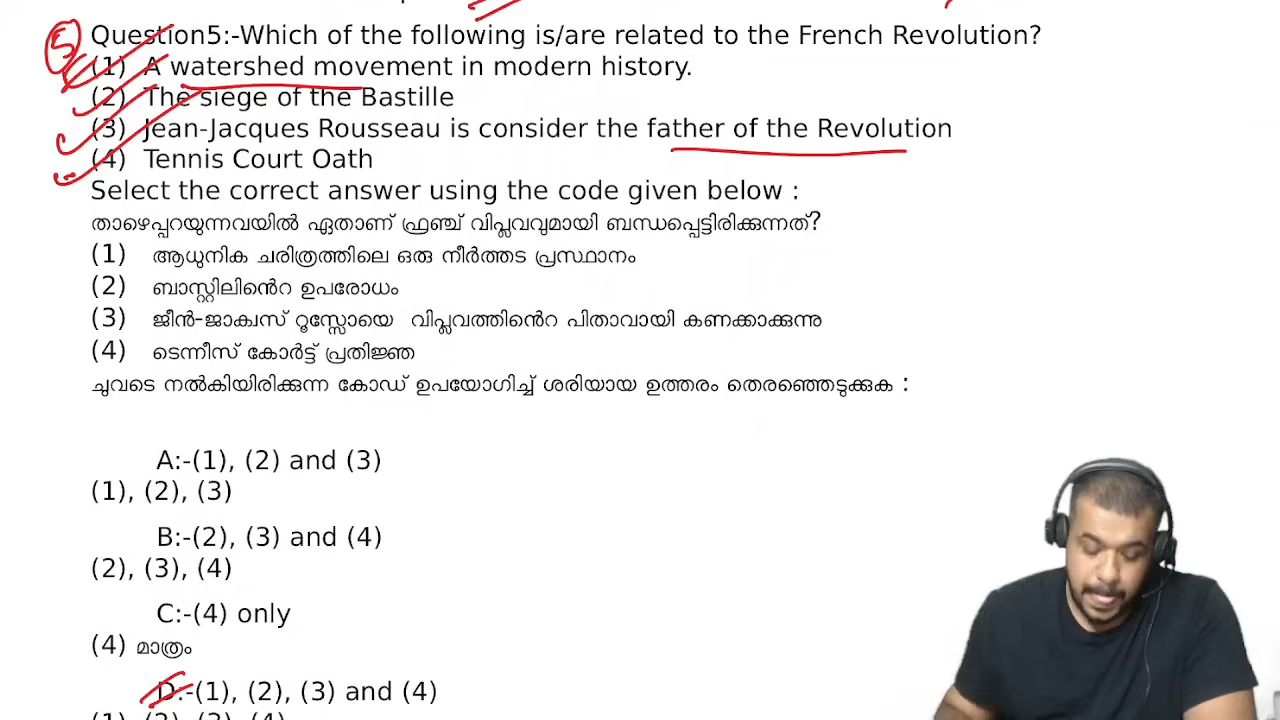 5
Question5:-Which of the following is/are related to the French Revolution?
(1) A watershed movement in modern history.
(2) The siege of the Bastille
(3) Jean-Jacques Rousseau is consider the father of the Revolution
(4) Tennis Court Oath
Select the correct answer using the code given below :
താഴെപ്പറയുന്നവയിൽ ഏതാണ് ഫ്രഞ്ച് വിപ്ലവവുമായി ബന്ധപ്പെട്ടിരിക്കുന്നത്?
(1) ആധുനിക ചരിത്രത്തിലെ ഒരു നീർത്തട പ്രസ്ഥാനം
(2) ബാസ്റ്റിലിൻെറ ഉപരോധം
(3) ജീൻ-ജാക്വസ് റൂസ്സോയെ വിപ്ലവത്തിൻെറ പിതാവായി കണക്കാക്കുന്നു
(4) ടെന്നീസ് കോർട്ട് പ്രതിജ്ഞ
ചുവടെ നൽകിയിരിക്കുന്ന കോഡ് ഉപയോഗിച്ച് ശരിയായ ഉത്തരം തെരഞ്ഞെടുക്കുക :
A:-(1), (2) and (3)
(1), (2), (3)
B:-(2), (3) and (4)
(2), (3), (4)
C:-(4) only
(4) മാത്രം
D:-(1), (2), (3) and (4)
(1), (2), (3), (4)